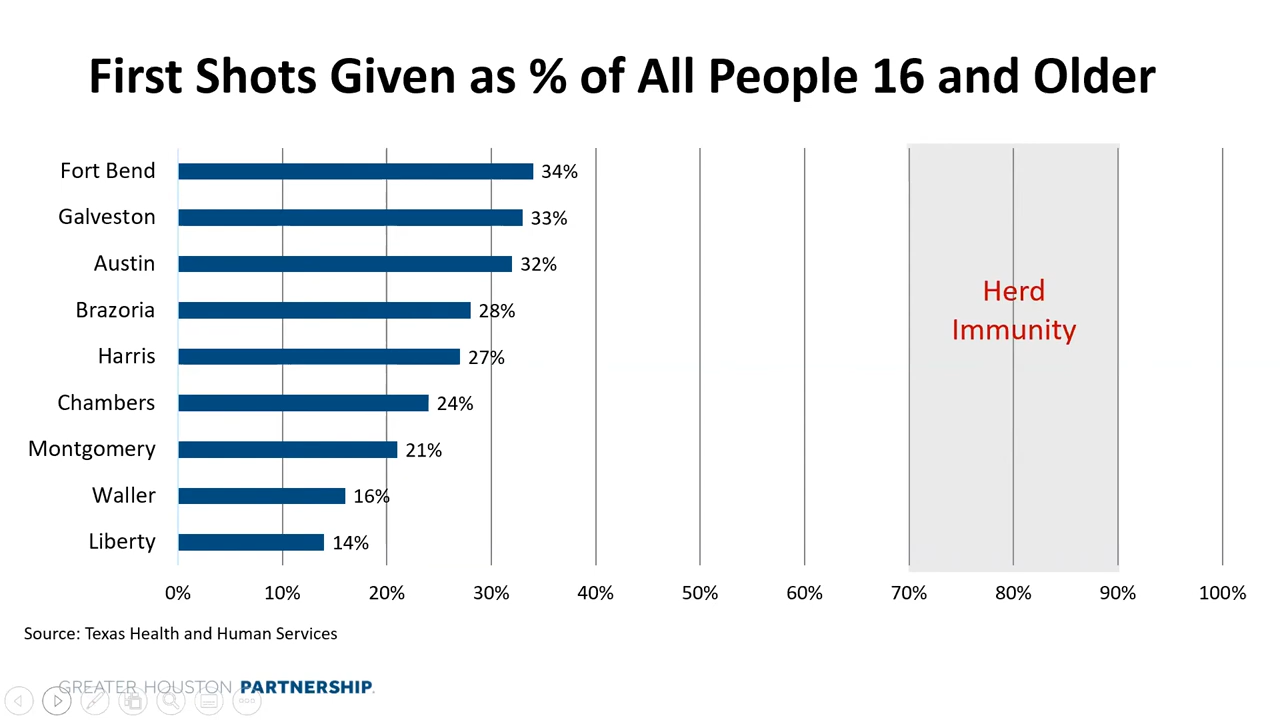 First Shots Given as % of All People 16 and Older
Fort Bend 34%
Galveston 33%
Austin 32%
Brazoria 28%
Harris 27%
Chambers 24%
Montgomery 21%
Waller 16%
Liberty 14%
Herd
Immunity
0% 10% 20% 30% 40% 50% 60% 70% 80% 90% 100%
Source: Texas Health and Human Services
GREATER HOUSTON PARTNERSHIP.